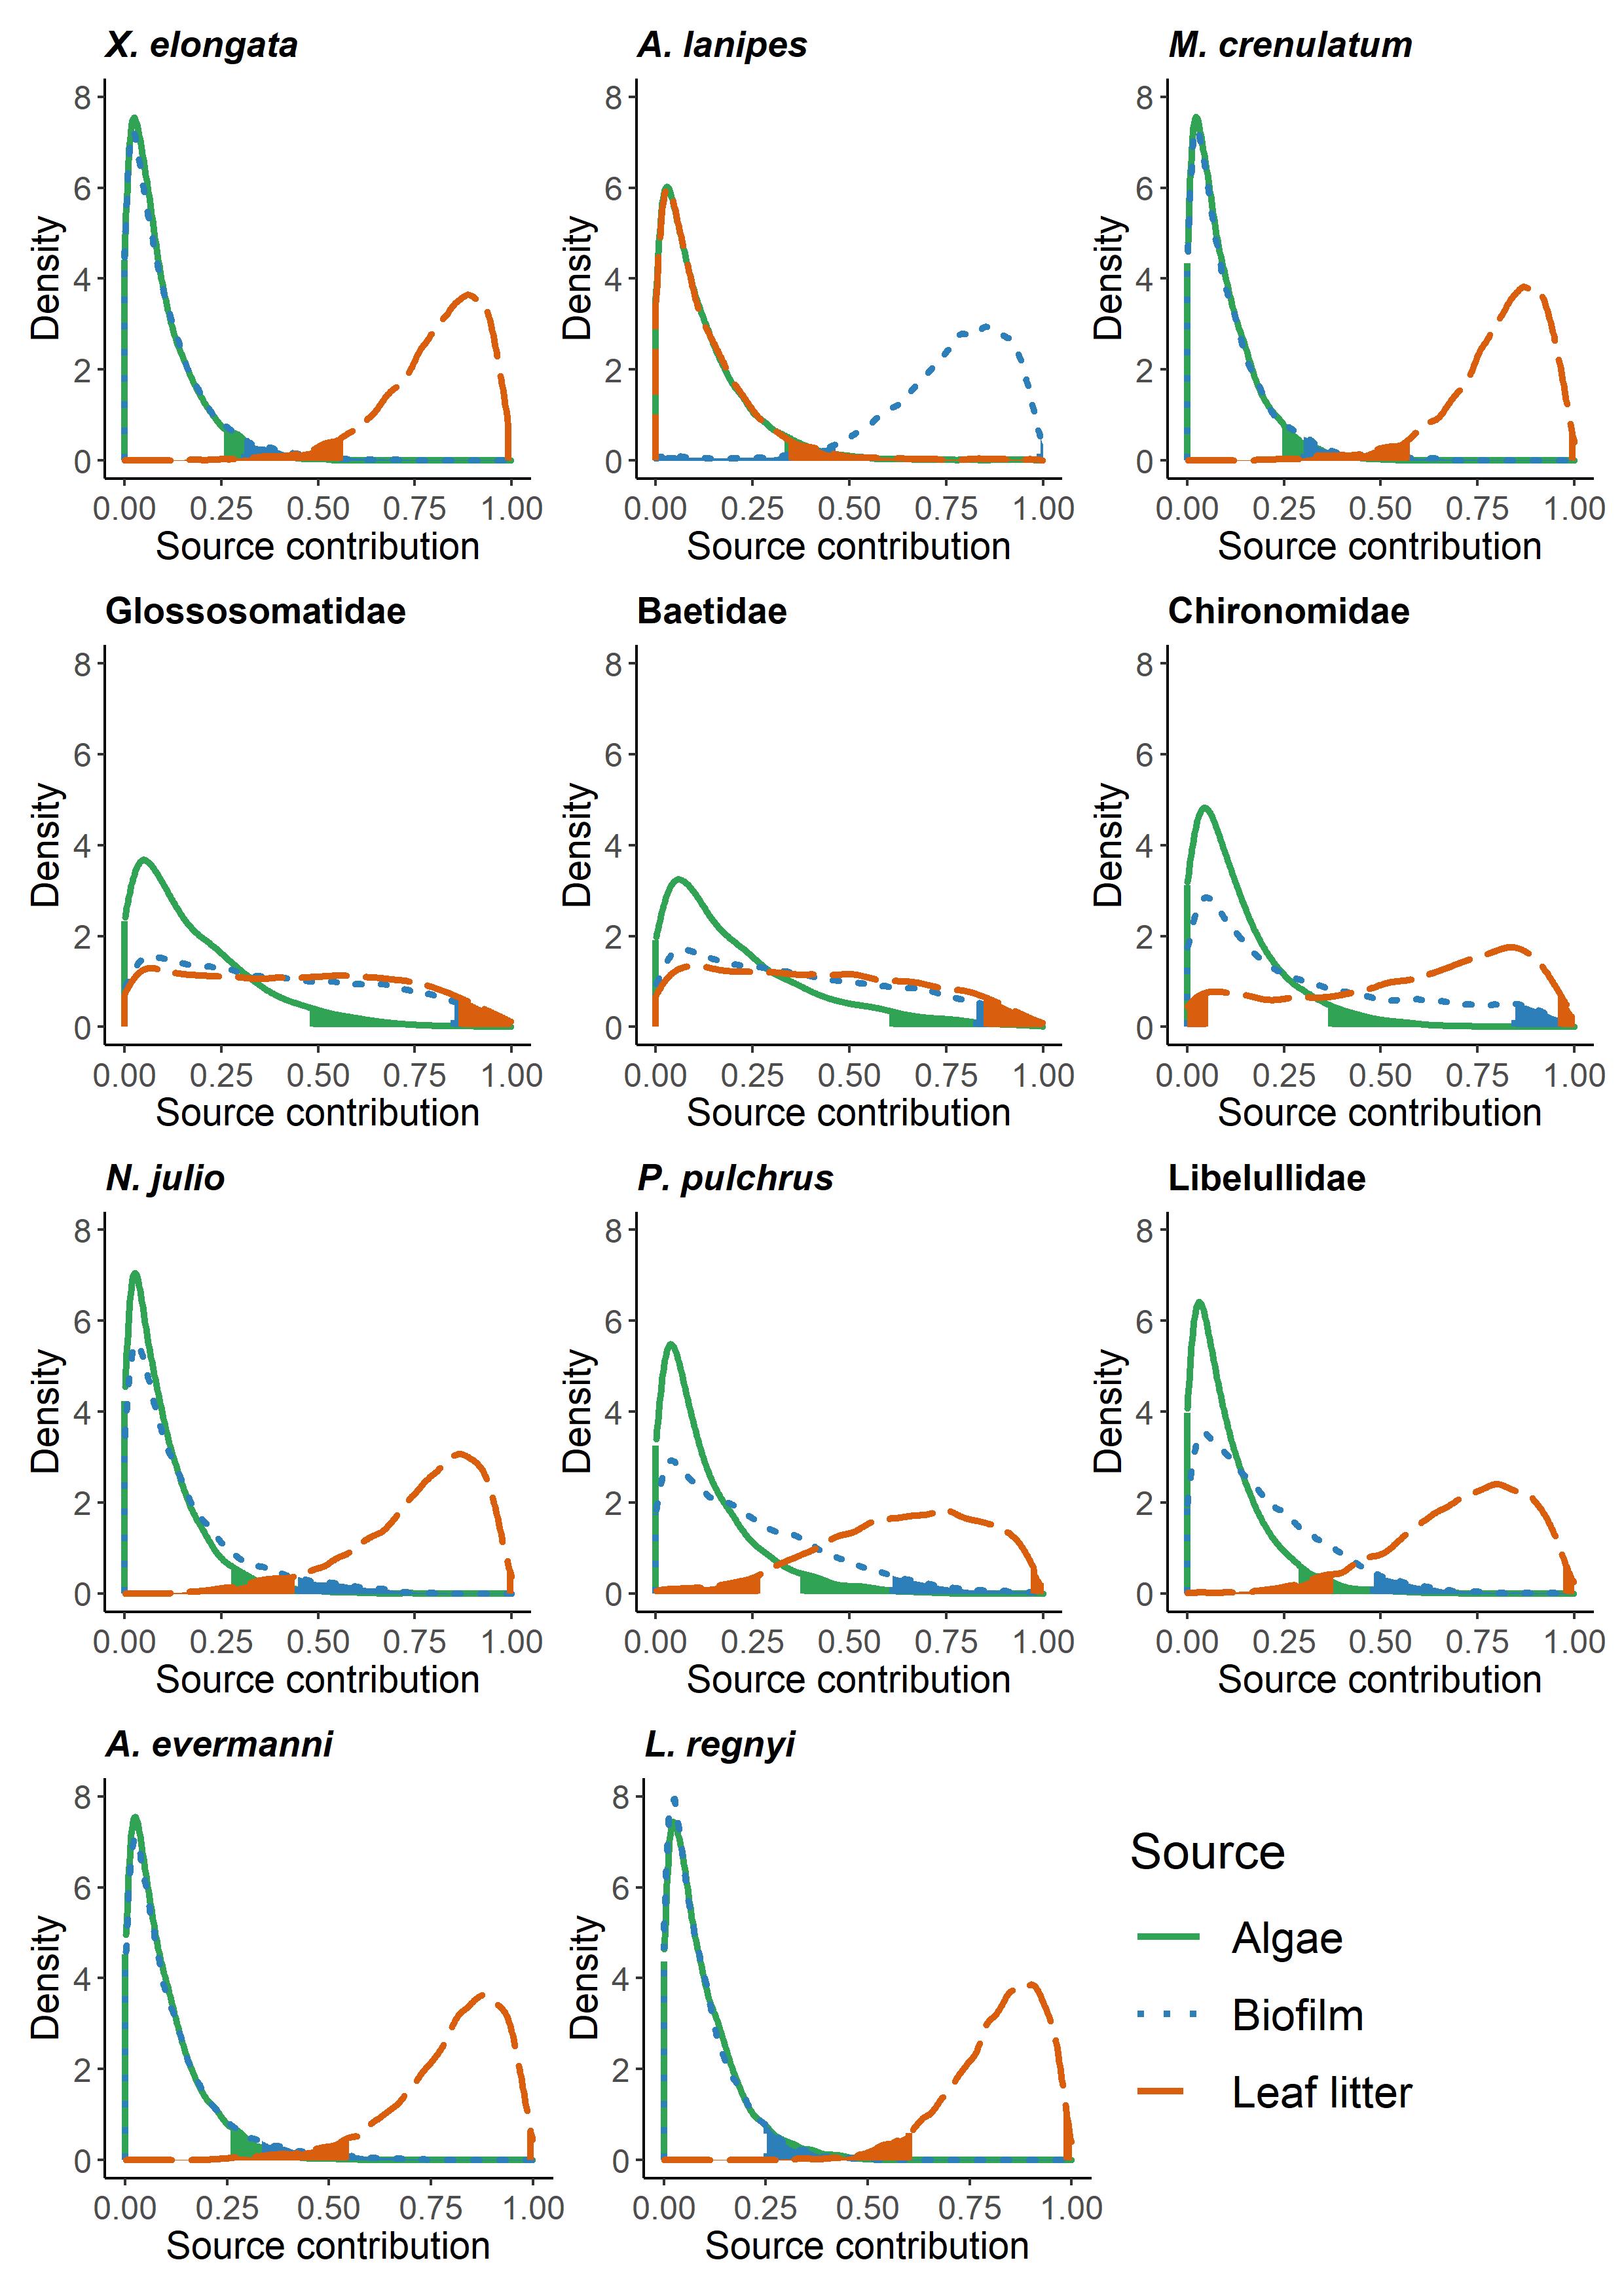 X. elongata
A. lanipes
M. crenulatum
8
6
4
2
0
Density
0.00 0.25 0.50 0.75 1.00
Source contribution
8
6
4
2
0
Density
0.00 0.25 0.50 0.75 1.00
Source contribution
8
6
4
2
0
Density
0.00 0.25 0.50 0.75 1.00
Source contribution
Glossosomatidae
Baetidae
Chironomidae
8
6
4
2
0
Density
0.00 0.25 0.50 0.75 1.00
Source contribution
8
6
4
2
0
Density
0.00 0.25 0.50 0.75 1.00
Source contribution
8
6
4
2
0
Density
0.00 0.25 0.50 0.75 1.00
Source contribution
N. julio
P. pulchrus
Libelullidae
8
6
4
2
0
Density
0.00 0.25 0.50 0.75 1.00
Source contribution
8
6
4
2
0
Density
0.00 0.25 0.50 0.75 1.00
Source contribution
8
6
4
2
0
Density
0.00 0.25 0.50 0.75 1.00
Source contribution
A. evermanni
L. regnyi
8
6
4
2
0
Density
0.00 0.25 0.50 0.75 1.00
Source contribution
8
6
4
2
0
Density
0.00 0.25 0.50 0.75 1.00
Source contribution
Source
Algae
Biofilm
Leaf litter